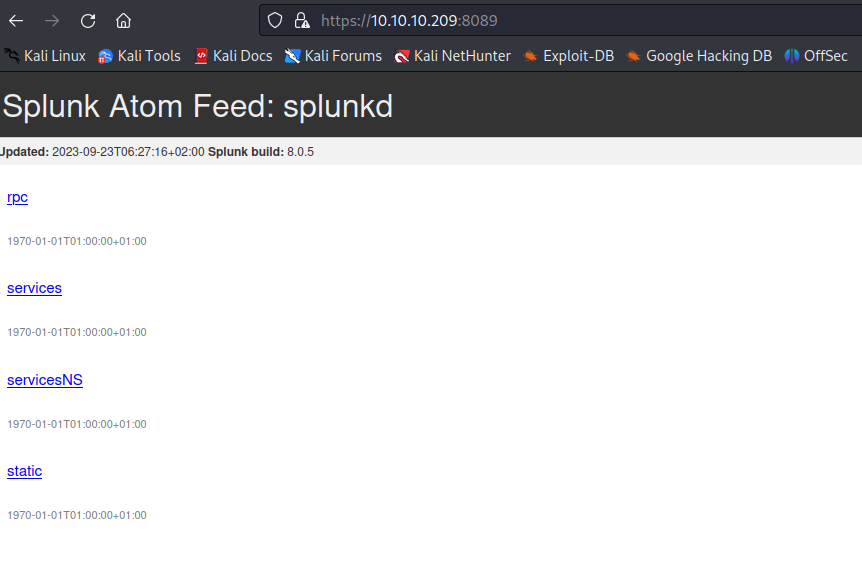 https://10.10.10.209:8089
Kali Linux Kali Tools Kali Docs Kali Forums Kali NetHunter Exploit-DB Google Hacking DB OffSec
Splunk Atom Feed: splunkd
Updated: 2023-09-23T06:27:16+02:00 Splunk build: 8.0.5
rpc
1970-01-01T01:00:00+01:00
services
1970-01-01T01:00:00+01:00
servicesNS
1970-01-01T01:00:00+01:00
static
1970-01-01T01:00:00+01:00